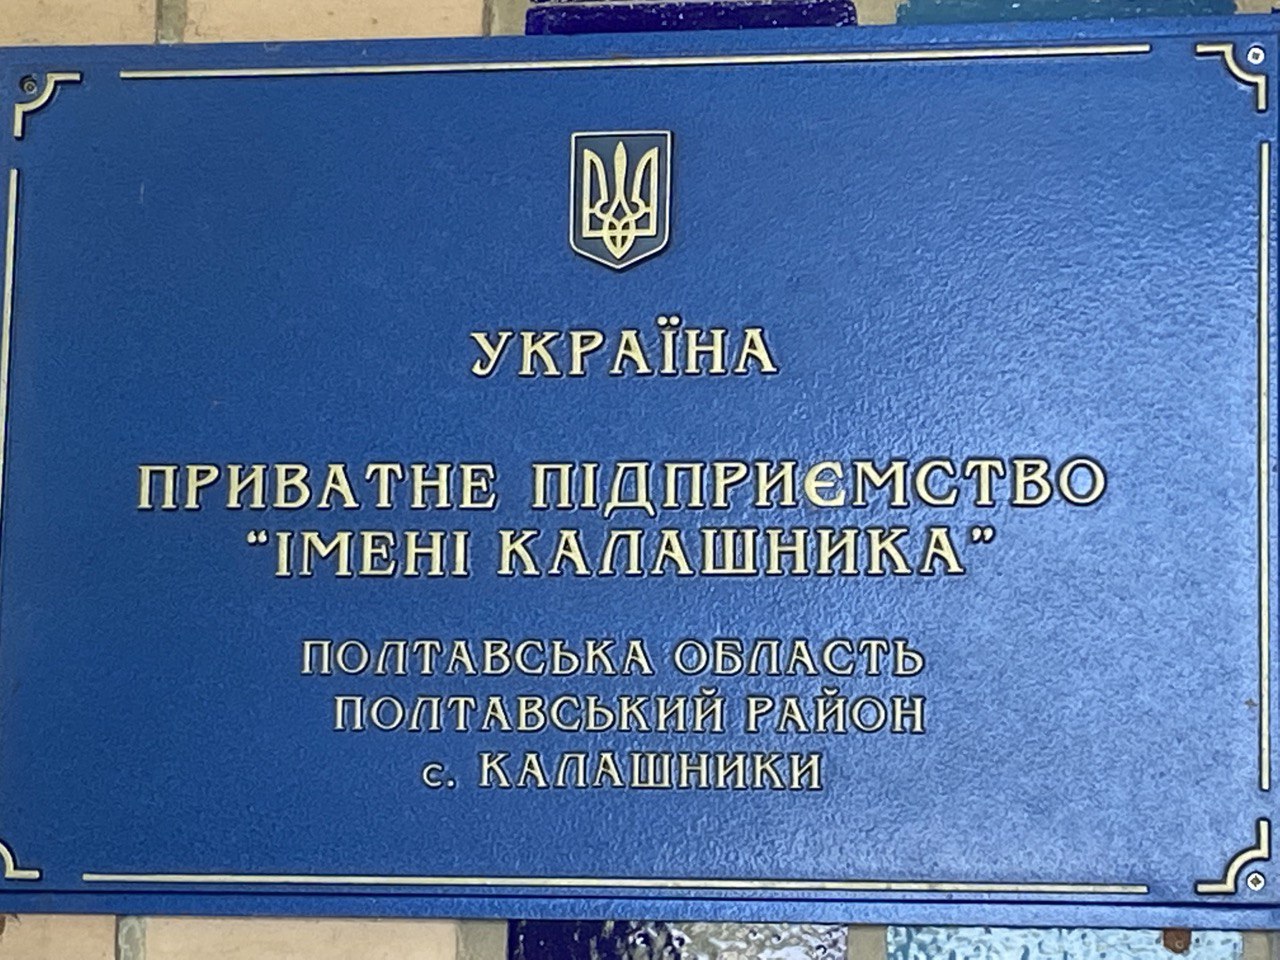 УКРАЇНА
ПРИВАТНЕ ПІДПРИЄМСТВО
“ІМЕНІ КАЛАШНИКА”
ПОЛТАВСЬКА ОБЛАСТЬ
ПОЛТАВСЬКИЙ РАЙОН
с. КАЛАШНИКИ